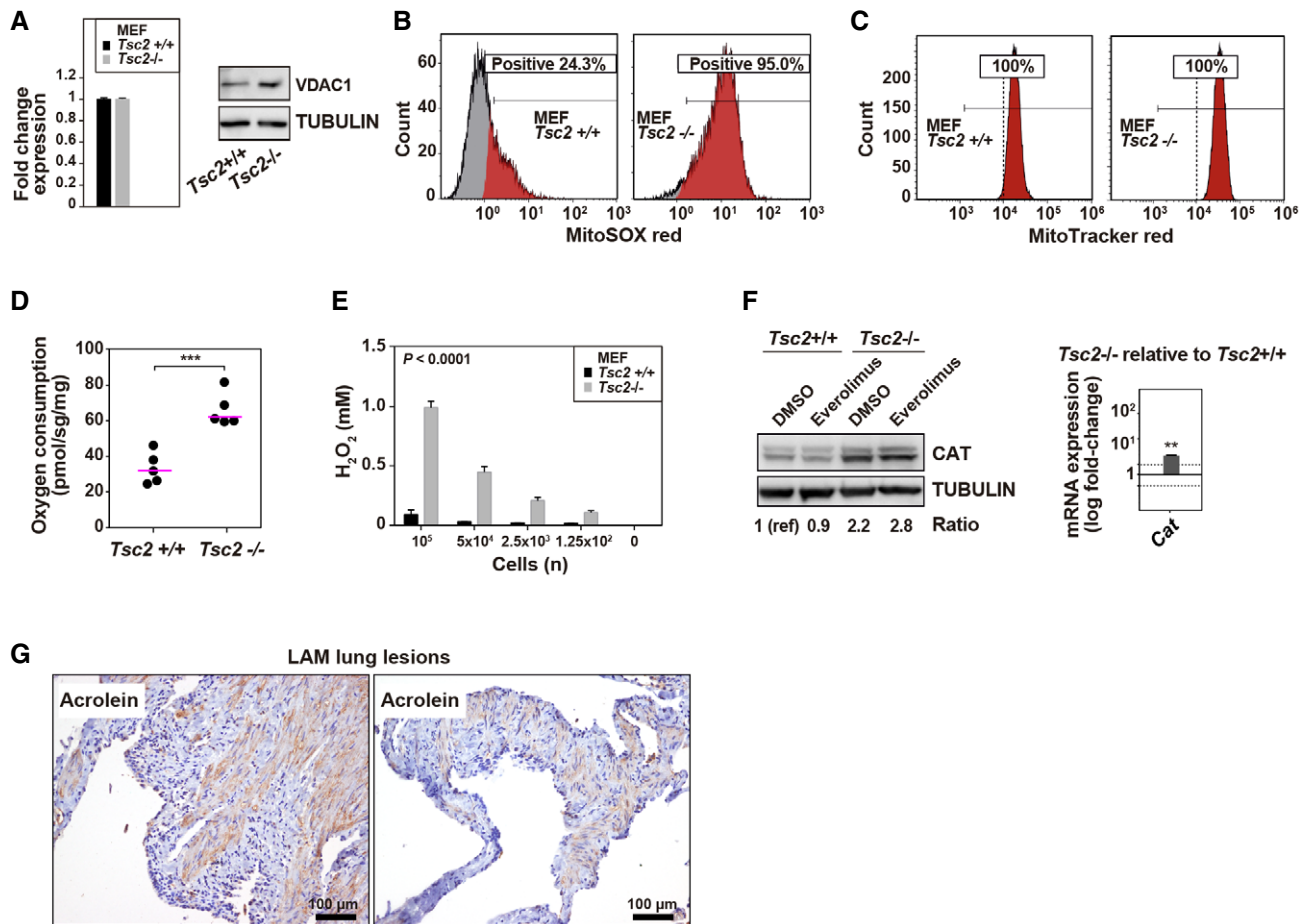 A
MEF
Tsc2 +/+
Tsc2-/-
Fold change
expression
1.2
1
0.8
0.6
0.4
0.2
0
VDAC1
TUBULIN
Tsc2+/+
Tsc2-/-
B
Count
60
40
20
0
Positive 24.3%
MEF
Tsc2 +/+
10⁰ 10¹ 10² 10³
Positive 95.0%
MEF
Tsc2 -/-
10⁰ 10¹ 10² 10³
MitoSOX red
C
Count
200
250
150
100
50
0
100%
MEF
Tsc2 +/+
10³ 10⁴ 10⁵ 10⁶
100%
MEF
Tsc2 -/-
10³ 10⁴ 10⁵ 10⁶
MitoTracker red
D
Oxygen consumption
(pmol/sg/mg)
100
80
60
40
20
0
***
Tsc2 +/+ Tsc2 -/-
E
H₂O₂ (mM)
1.5
1.0
0.5
0
P < 0.0001
MEF
Tsc2 +/+
Tsc2-/-
10⁵ 5x10⁴ 2.5x10³ 1.25x10² 0
Cells (n)
F
Tsc2+/+ Tsc2-/-
DMSO
Everolimus
DMSO
Everolimus
CAT
TUBULIN
1 (ref) 0.9 2.2 2.8 Ratio
Tsc2-/- relative to Tsc2+/+
mRNA expression
(log fold-change)
10²
10¹
1
**
Cat
G
LAM lung lesions
Acrolein
100 µm
Acrolein
100 µm